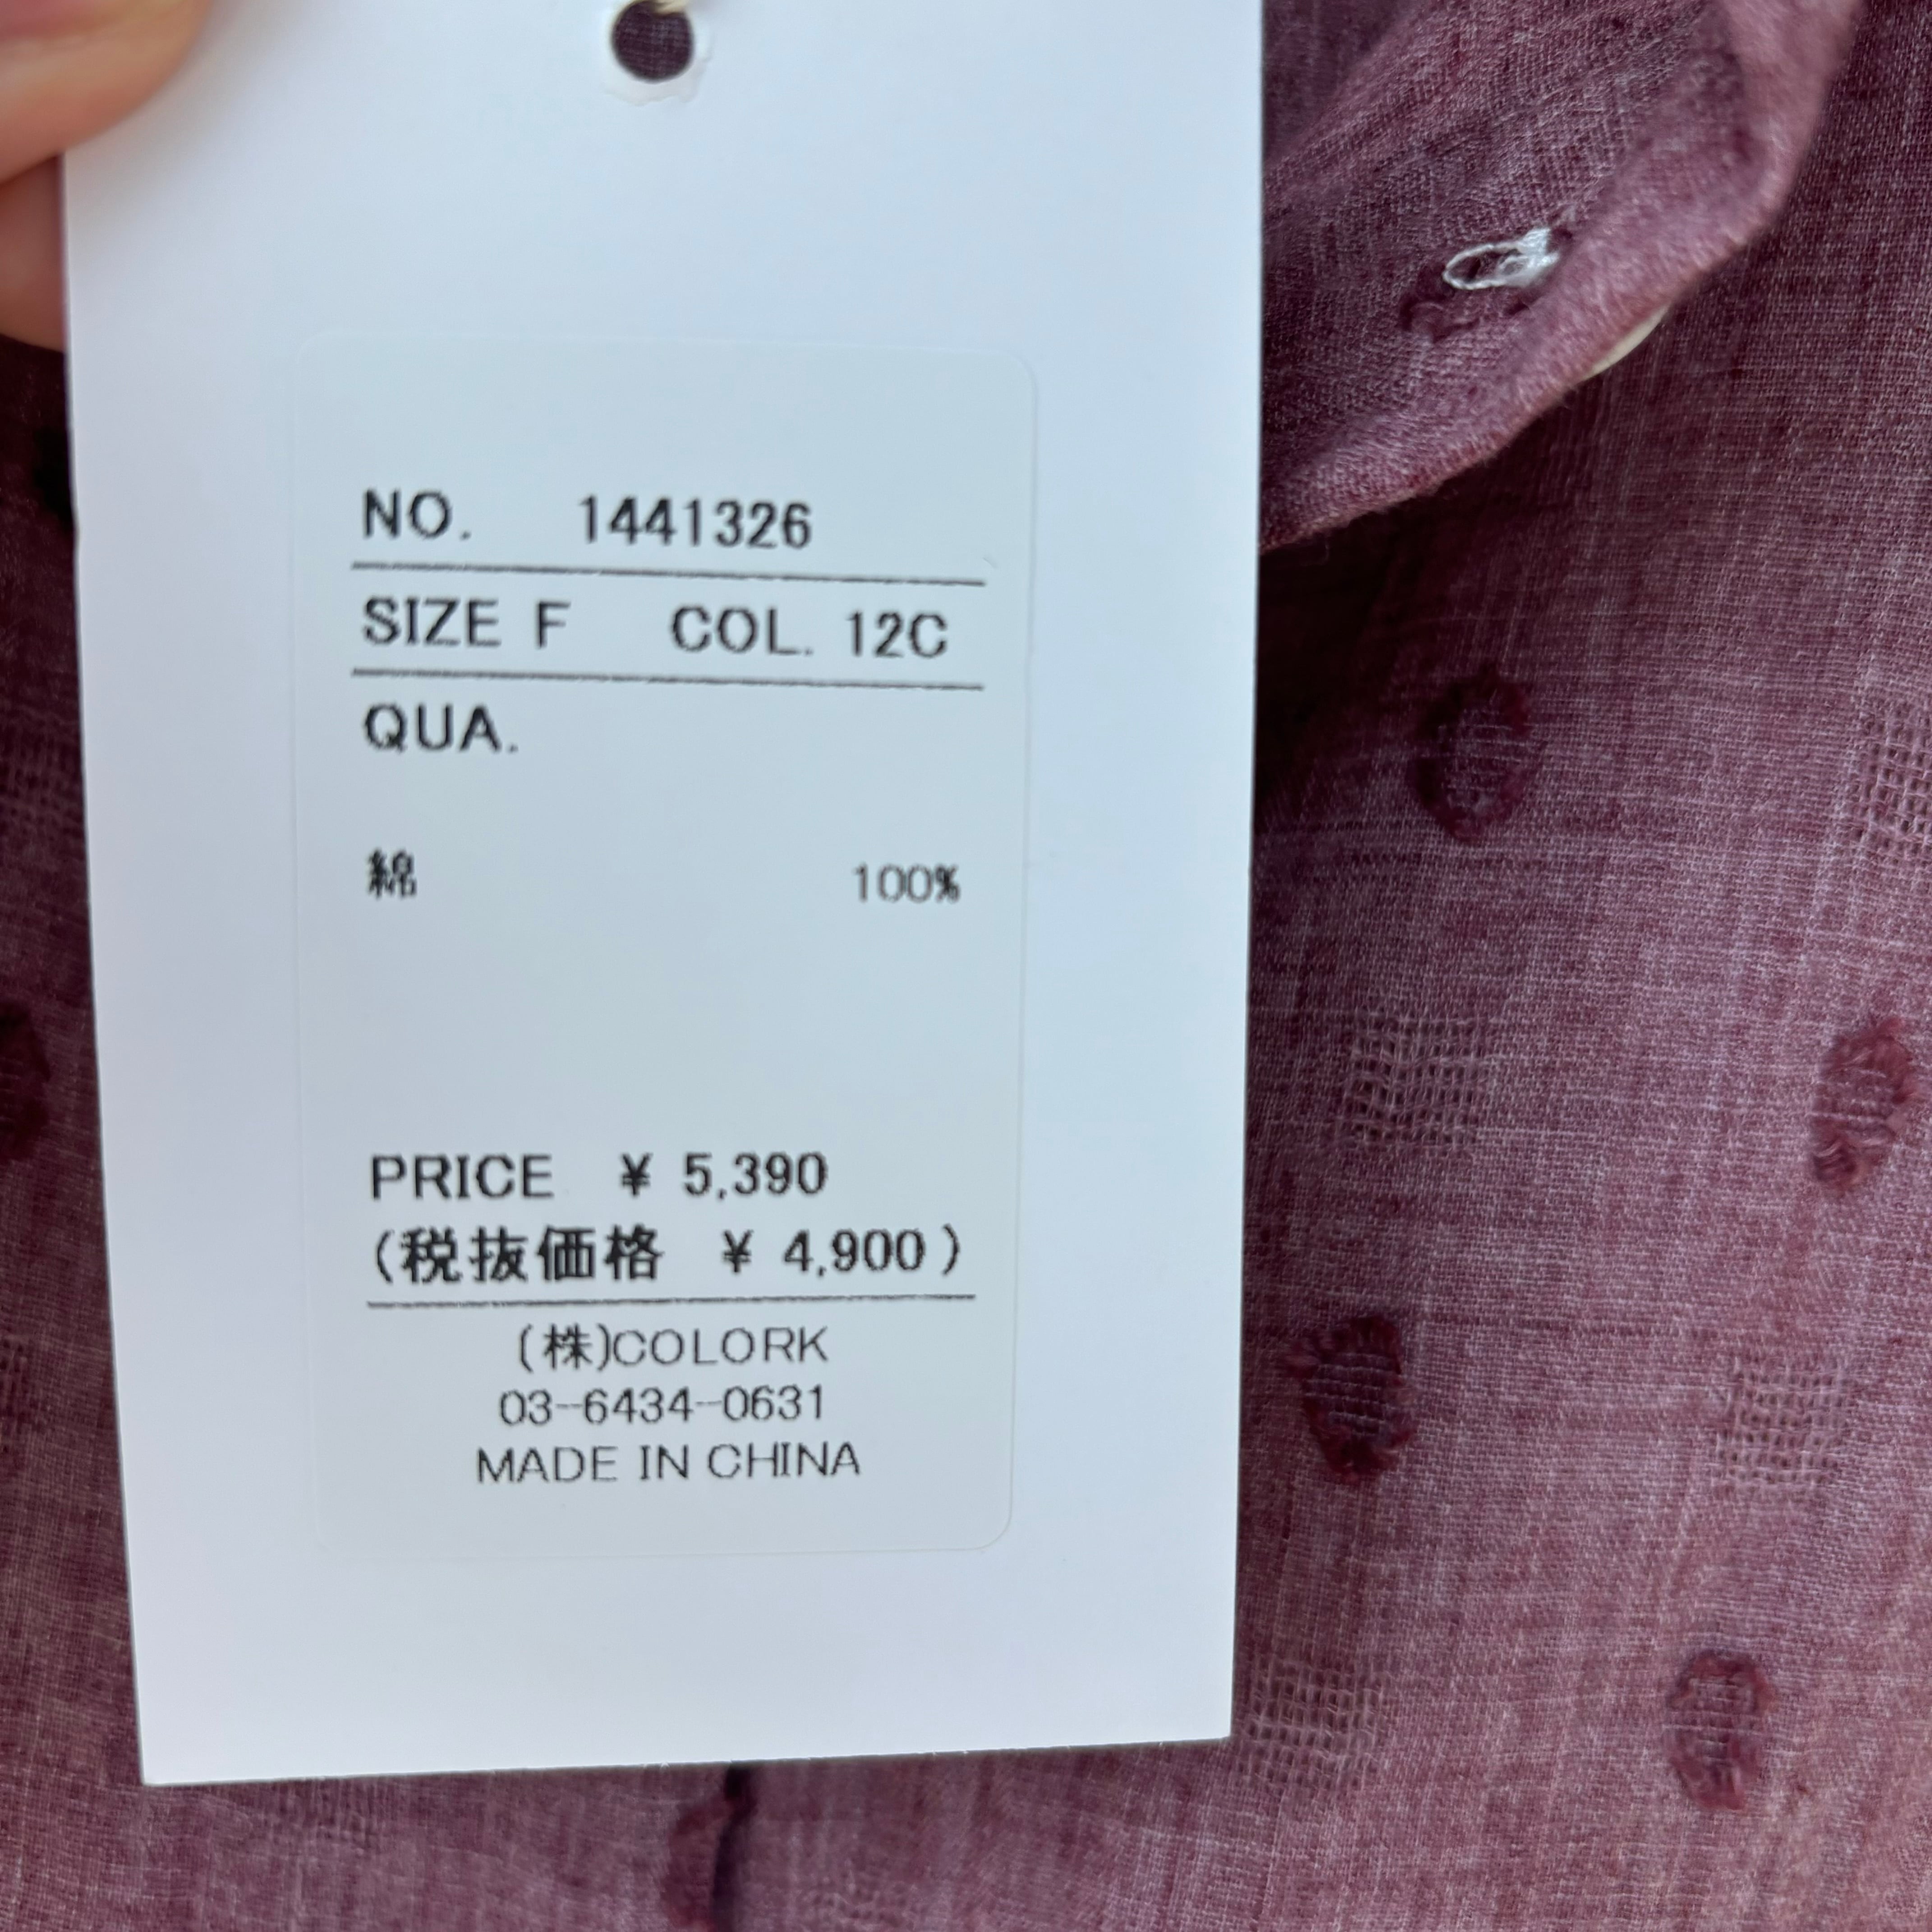 NO. 1441326
SIZE F COL. 12C
QUA.
綿 100%
PRICE ¥ 5,390
(税抜価格 ¥ 4,900)
(株)COLORK
03-6434-0631
MADE IN CHINA